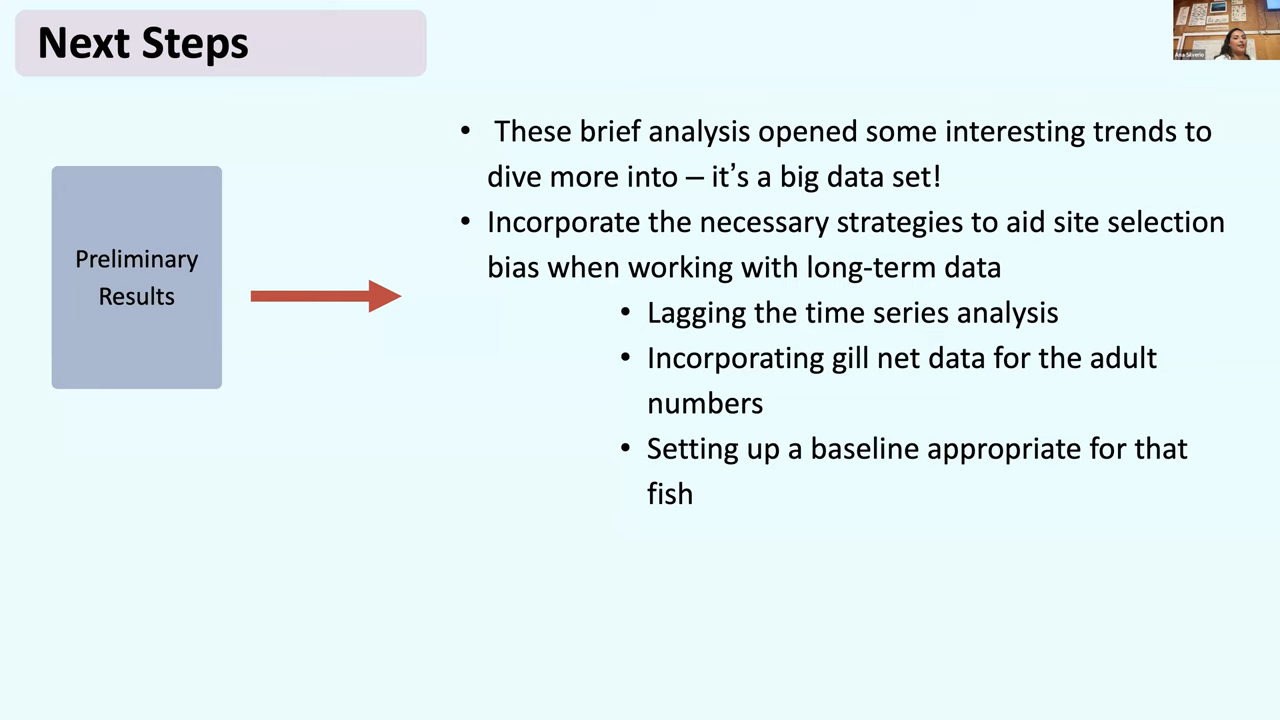 Next Steps
Ana Silverio
• These brief analysis opened some interesting trends to
dive more into – it’s a big data set!
• Incorporate the necessary strategies to aid site selection
bias when working with long-term data
Preliminary
Results
• Lagging the time series analysis
• Incorporating gill net data for the adult
numbers
• Setting up a baseline appropriate for that
fish